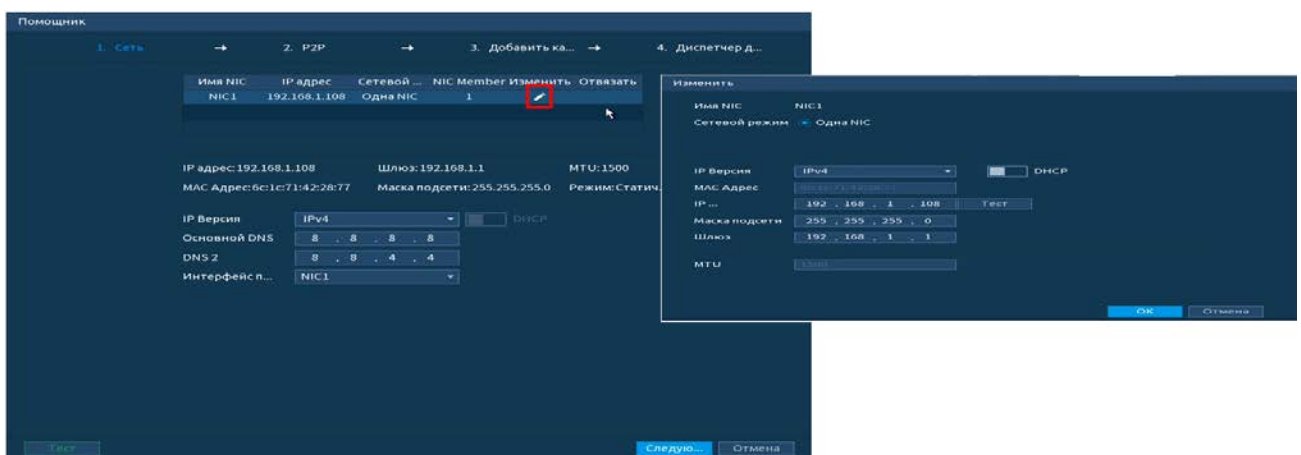 Помощник
1. Сеть → 2. P2P → 3. Добавить ка... → 4. Диспетчер д...
Имя NIC IP адрес Сетевой ... NIC Member Изменить Отвязать
NIC1 192.168.1.108 Одна NIC 1
IP адрес:192.168.1.108 Шлюз:192.168.1.1 MTU:1500
MAC Адрес:6c:1c:71:42:28:77 Маска подсети:255.255.255.0 Режим:Статич.
IP Версия IPv4 DHCP
Основной DNS 8 . 8 . 8 . 8
DNS 2 8 . 8 . 4 . 4
Интерфейс п... NIC1
Тест Следую... Отмена
Изменить
Имя NIC NIC1
Сетевой режим Одна NIC
IP Версия IPv4 DHCP
MAC Адрес
IP ... 192 . 168 . 1 . 108 Тест
Маска подсети 255 . 255 . 255 . 0
Шлюз 192 . 168 . 1 . 1
MTU 1500
OK Отмена